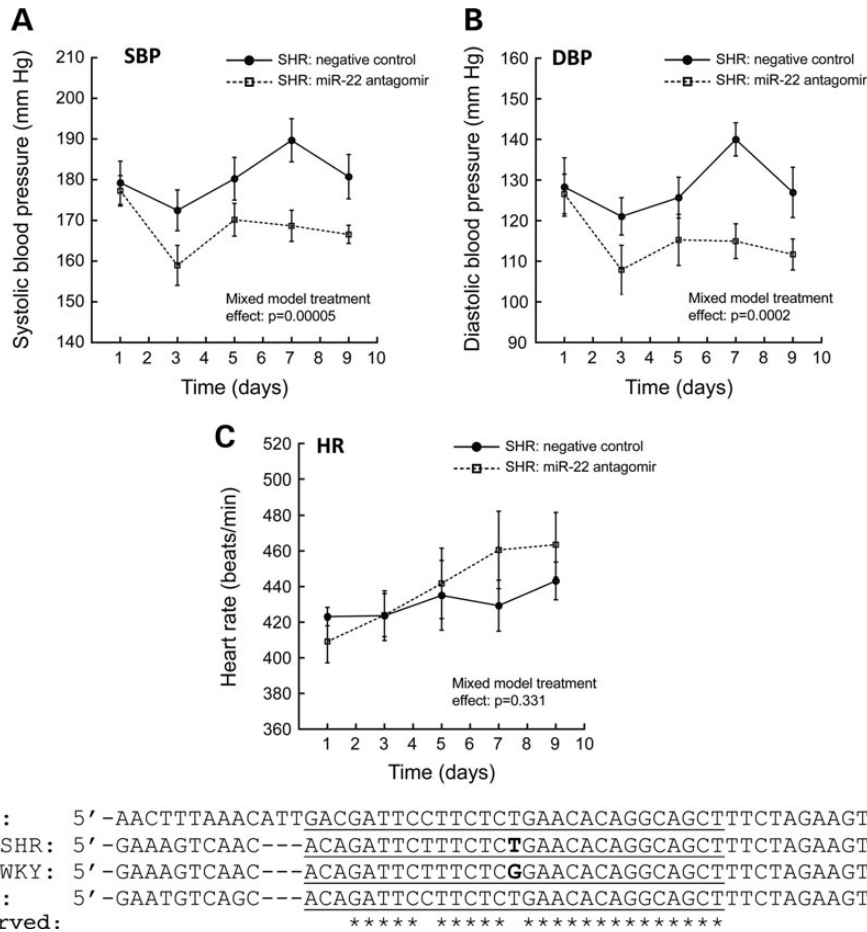 A
SBP
Systolic blood pressure (mm Hg)
210
200
190
180
170
160
150
140
SHR: negative control
SHR: miR-22 antagomir
Mixed model treatment
effect: p=0.00005
1 2 3 4 5 6 7 8 9 10
Time (days)
B
DBP
Diastolic blood pressure (mm Hg)
160
150
140
130
120
110
100
90
SHR: negative control
SHR: miR-22 antagomir
Mixed model treatment
effect: p=0.0002
1 2 3 4 5 6 7 8 9 10
Time (days)
C
HR
Heart rate (beats/min)
520
500
480
460
440
420
400
380
360
SHR: negative control
SHR: miR-22 antagomir
Mixed model treatment
effect: p=0.331
1 2 3 4 5 6 7 8 9 10
Time (days)
: 5′-AACTTTAAACATTGACGATTCCTTCTCTGAACACAGGCAGCTTTCTAGAAGT
SHR: 5′-GAAAGTCAAC---ACAGATTCTTTCTCTGAACACAGGCAGCTTTCTAGAAGT
WKY: 5′-GAAAGTCAAC---ACAGATTCTTTCTCGGAACACAGGCAGCTTTCTAGAAGT
: 5′-GAATGTCAGC---ACAGATTCCTTCTCTGAACACAGGCAGCTTTCTAGAAGT
rved: ***** ***** **************